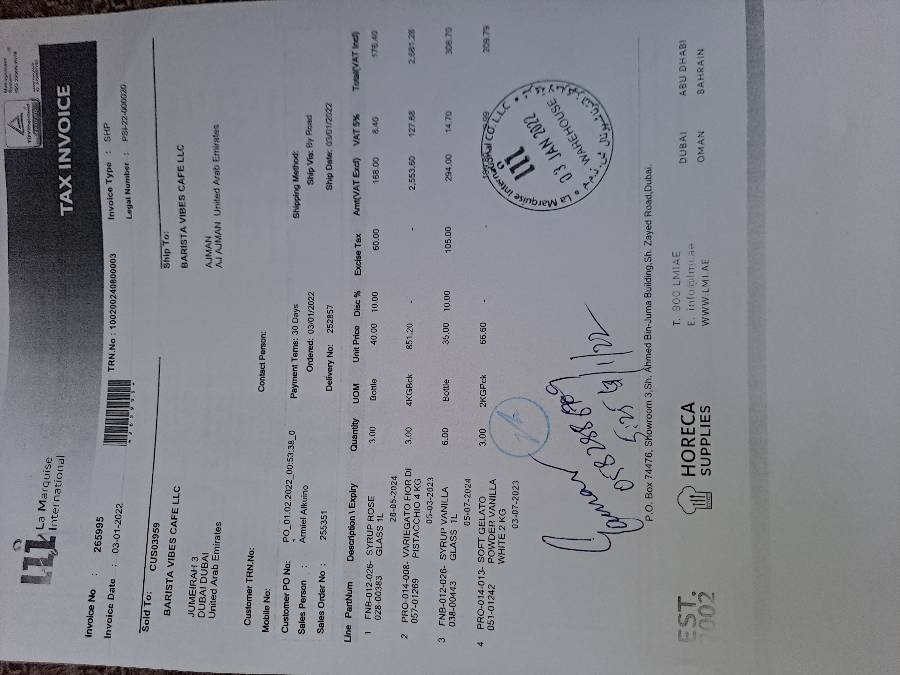 La Marquise
International
TAX INVOICE
Invoice No : 265995
Invoice Date : 03-01-2022
TRN.No : 100200240800003
Invoice Type : SHP
Legal Number : PSI-22-000020
Sold To: CUS03959
BARISTA VIBES CAFE LLC
JUMEIRAH 3
DUBAI DUBAI
United Arab Emirates
Ship To:
BARISTA VIBES CAFE LLC
AJMAN
AJ AJMAN United Arab Emirates
Customer TRN.No:
Mobile No:
Contact Person:
Customer PO No: PO_01.02.2022_00:53:38_0
Sales Person : Armiel Alkuino
Sales Order No : 255351
Payment Terms: 30 Days
Ordered: 03/01/2022
Delivery No: 252857
Shipping Method:
Ship Via: By Road
Ship Date: 03/01/2022
Line PartNum Description \ Expiry Quantity UOM Unit Price Disc % Excise Tax Amt(VAT Excl) VAT 5% Total(VAT Incl)
1 FNB-012-026- SYRUP ROSE 3.00 Bottle 40.00 10.00 60.00 168.00 8.40 176.40
028-00383 GLASS 1L
28-05-2024
2 PRO-014-008- VARIEGATO FIOR DI 3.00 4KGBck 851.20 - - 2,553.60 127.68 2,681.28
057-01269 PISTACCHIO 4 KG
05-03-2023
3 FNB-012-026- SYRUP VANILLA 6.00 Bottle 35.00 10.00 105.00 294.00 14.70 308.70
038-00443 GLASS 1L
05-07-2024
4 PRO-014-013- SOFT GELATO 3.00 2KGPck 66.60 - - 209.79
051-01242 POWDER VANILLA
WHITE 2 KG
03-07-2023
La Marquise International CO. LLC
03 JAN 2022
WAREHOUSE
P.O. Box 74476, Showroom 3,Sh. Ahmed Bin-Juma Building,Sh. Zayed Road,Dubai.
EST.
2002
HORECA
SUPPLIES
T. 900 LMIAE
E. info@lmi.ae
WWW.LMI.AE
DUBAI ABU DHABI
OMAN BAHRAIN